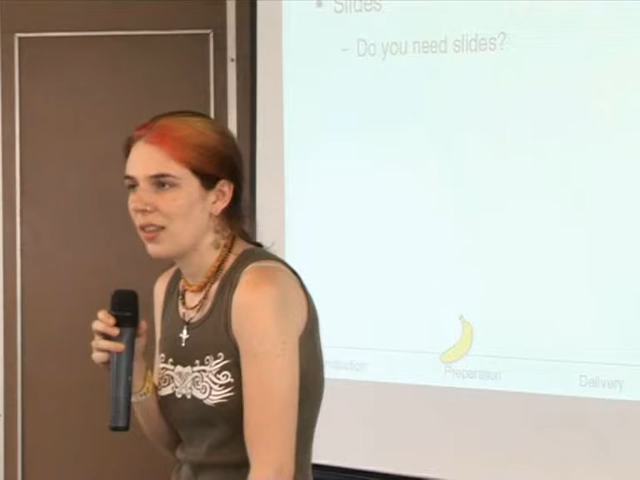 Slides
– Do you need slides?
Preparation
Delivery